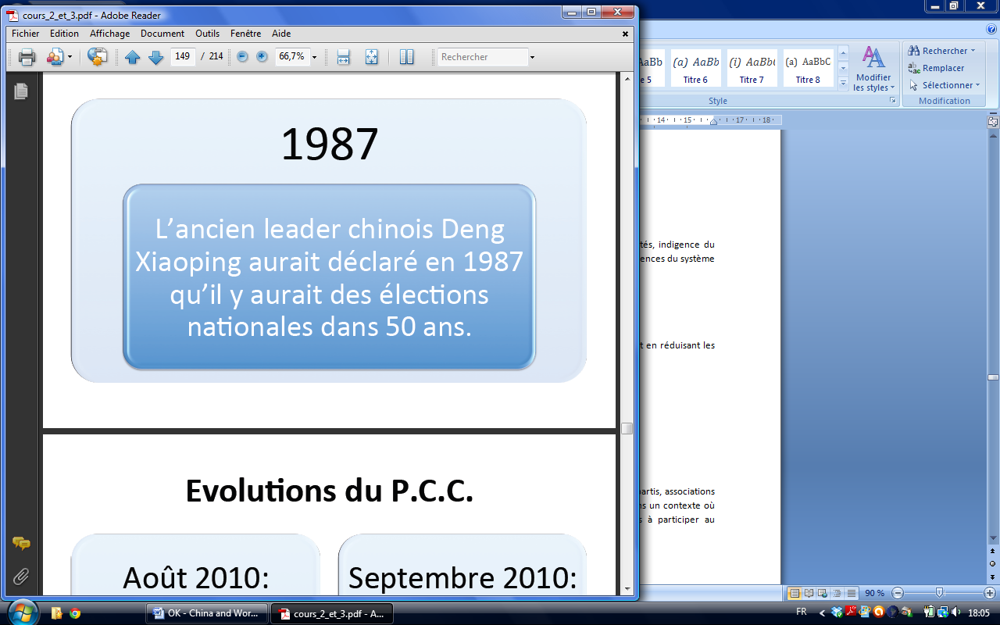 cours_2_et_3.pdf - Adobe Reader
Fichier Edition Affichage Document Outils Fenêtre Aide
149 / 214 66,7% Rechercher
1987
L’ancien leader chinois Deng
Xiaoping aurait déclaré en 1987
qu’il y aurait des élections
nationales dans 50 ans.
Evolutions du P.C.C.
Août 2010:
Septembre 2010:
AaBb (a) AaBb (i) AaBb (a) AaBbC
e 5 Titre 6 Titre 7 Titre 8
Modifier
les styles
Rechercher
Remplacer
Sélectionner
Style Modification
14 15 17 18
tés, indigence du
ences du système
t en réduisant les
artis, associations
ns un contexte où
s à participer au
90 %
OK - China and Wor...
cours_2_et_3.pdf - A...
FR
18:05